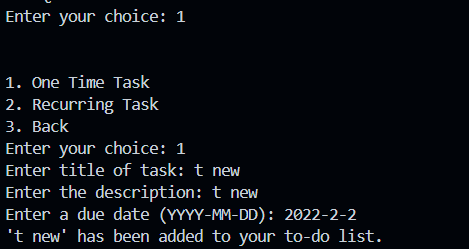 Enter your choice: 1
1. One Time Task
2. Recurring Task
3. Back
Enter your choice: 1
Enter title of task: t new
Enter the description: t new
Enter a due date (YYYY-MM-DD): 2022-2-2
't new' has been added to your to-do list.